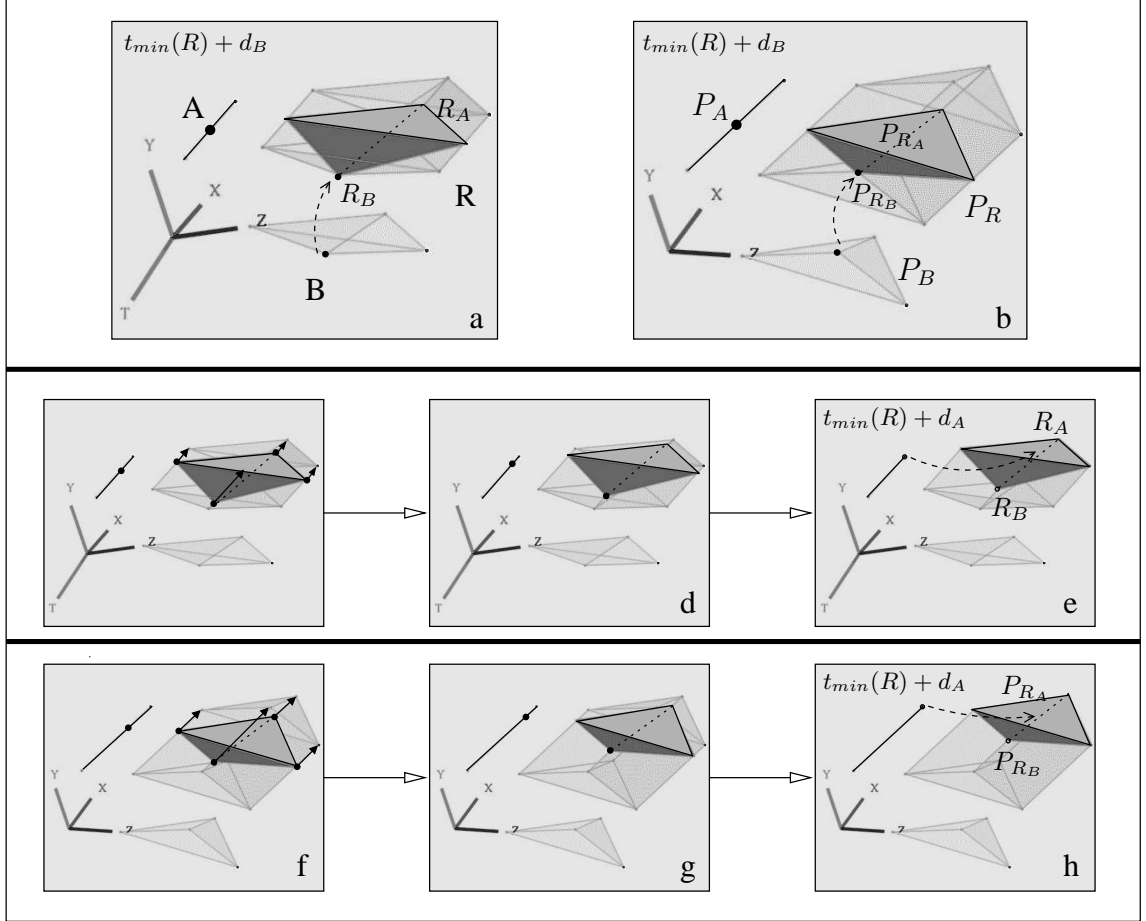 t_min(R) + d_B
A
R_A
Y
X
R_B
R
Z
B
T
a
t_min(R) + d_B
P_A
P_{R_A}
Y
X
P_{R_B}
P_R
Z
P_B
b
Y
X
Z
T
Y
X
Z
T
d
t_min(R) + d_A
R_A
Y
R_B
X
Z
T
e
Y
X
Z
f
Y
X
Z
g
t_min(R) + d_A
P_{R_A}
P_{R_B}
Y
X
Z
h